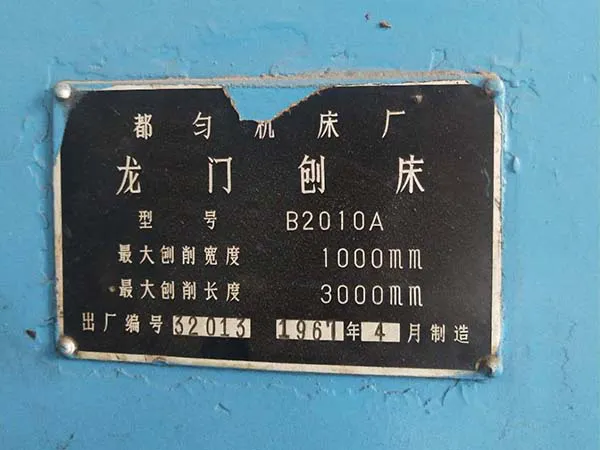 都匀机床厂
龙门刨床
型号 B2010A
最大刨削宽度 1000mm
最大刨削长度 3000mm
出厂编号 32013 1967年4月制造